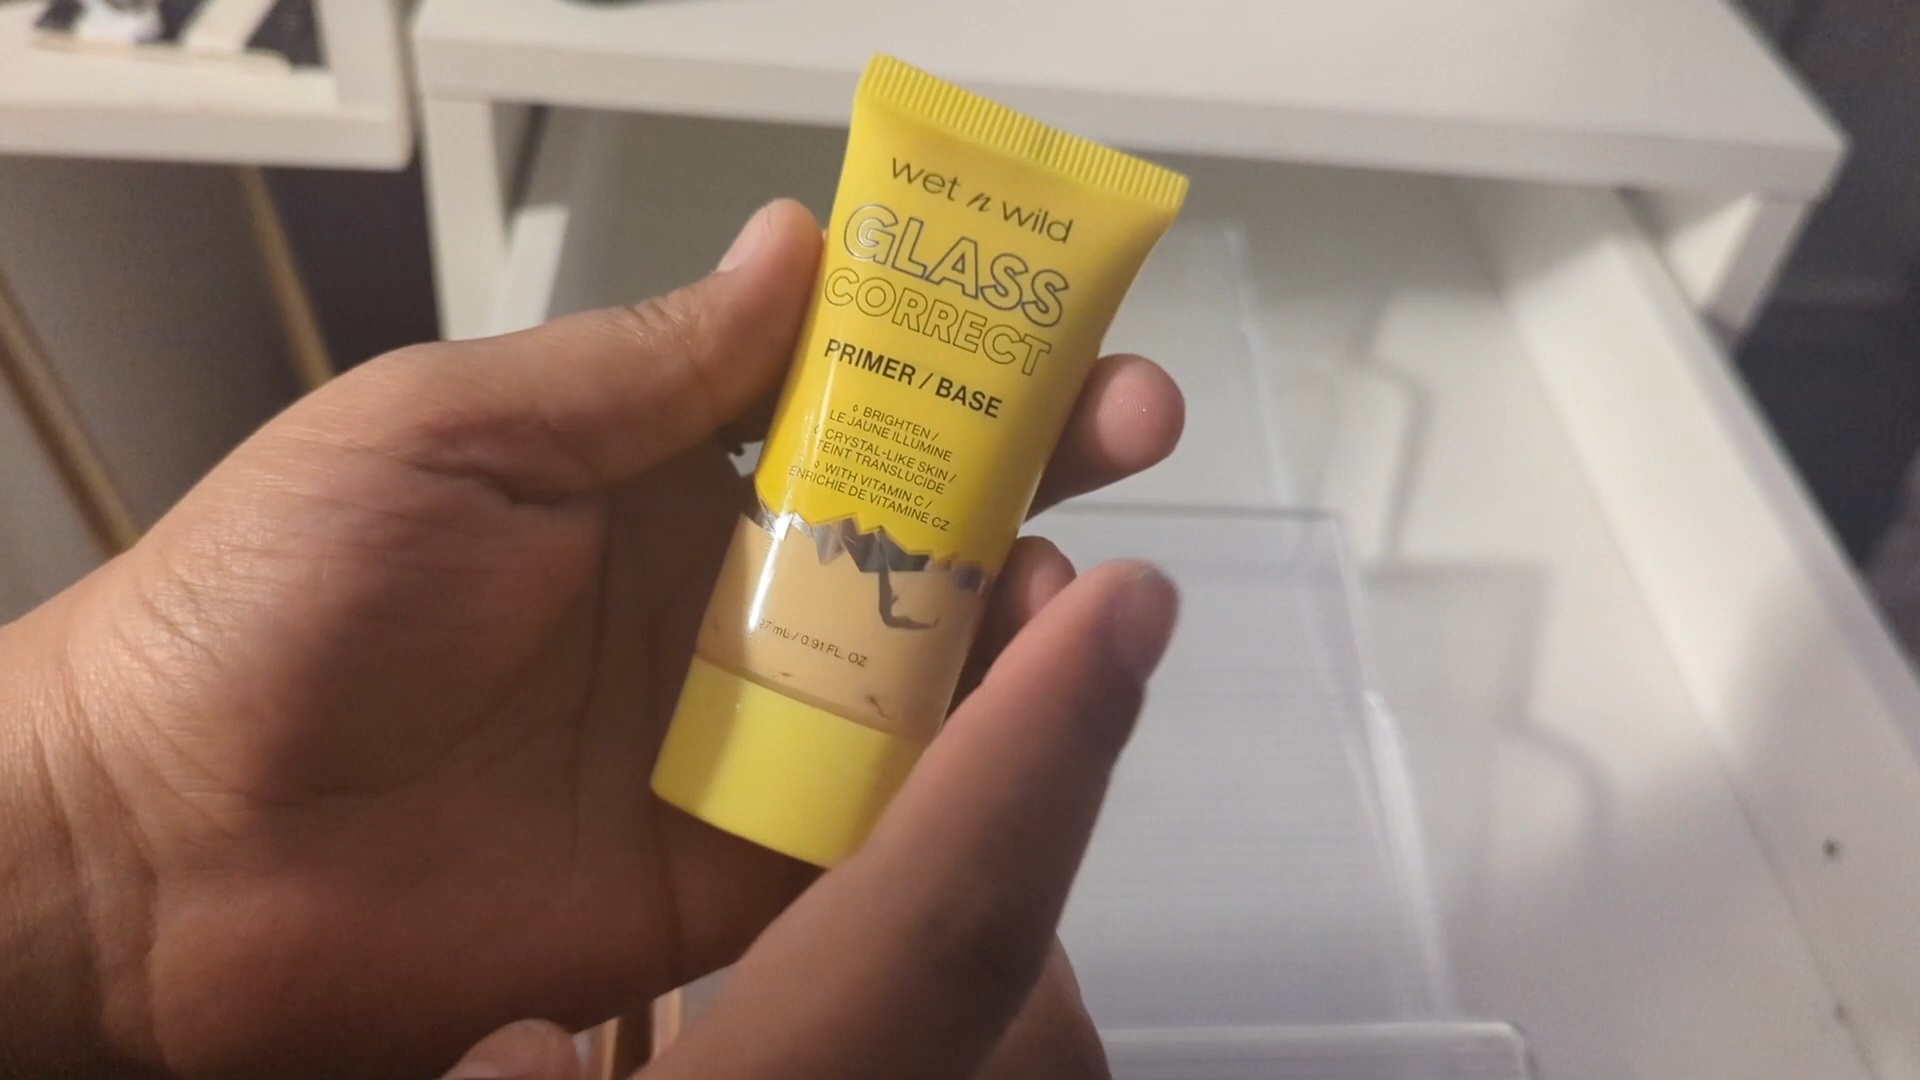 wet n wild
GLASS
CORRECT
PRIMER / BASE
◊ BRIGHTEN /
LE JAUNE ILLUMINE
◊ CRYSTAL-LIKE SKIN /
TEINT TRANSLUCIDE
◊ WITH VITAMIN C /
ENRICHIE DE VITAMINE CZ
27 mL / 0.91 FL. OZ